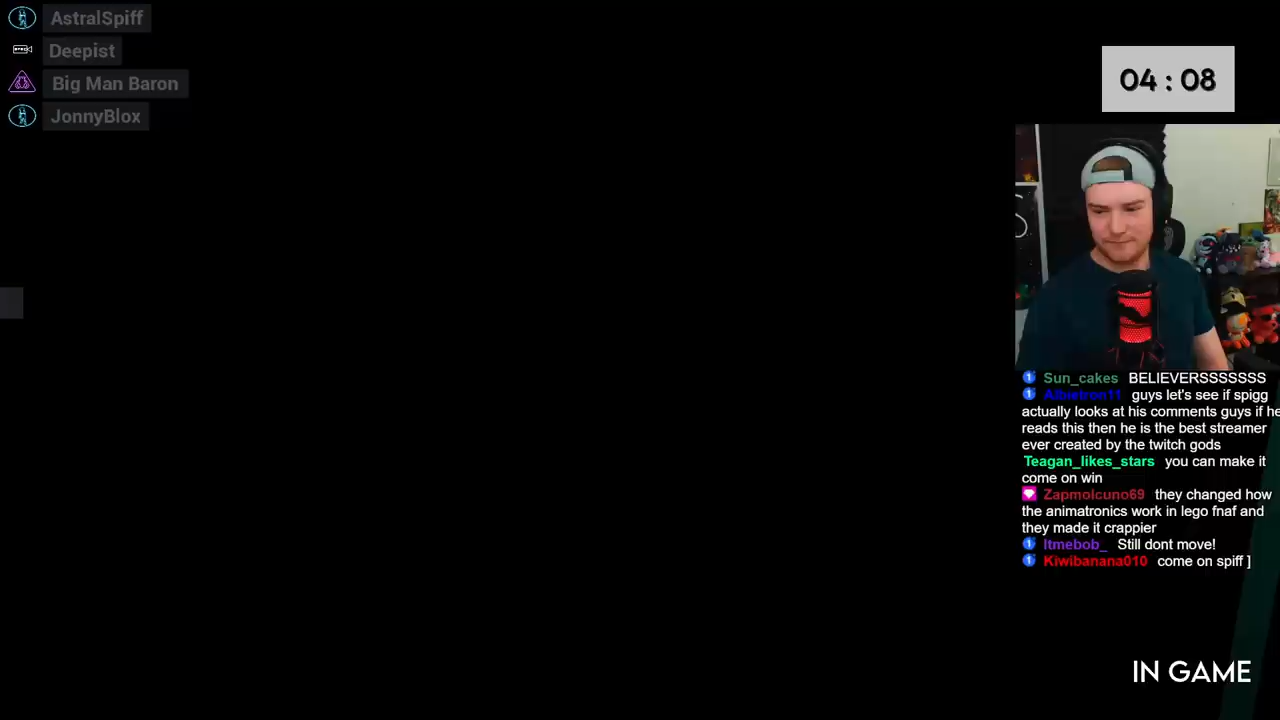 AstralSpiff
Deepist
Big Man Baron
JonnyBlox
04 : 08
Sun_cakes BELIEVERSSSSSSS
Albietron11 guys let's see if spigg
actually looks at his comments guys if he
reads this then he is the best streamer
ever created by the twitch gods
Teagan_likes_stars you can make it
come on win
Zapmolcuno69 they changed how
the animatronics work in lego fnaf and
they made it crappier
Itmebob_ Still dont move!
Kiwibanana010 come on spiff ]
IN GAME